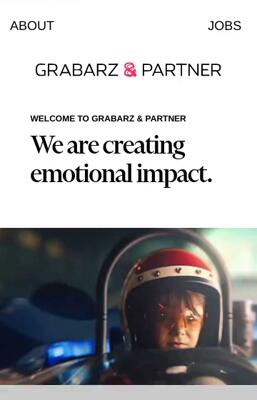 ABOUT
JOBS
GRABARZ & PARTNER
WELCOME TO GRABARZ & PARTNER
We are creating
emotional impact.